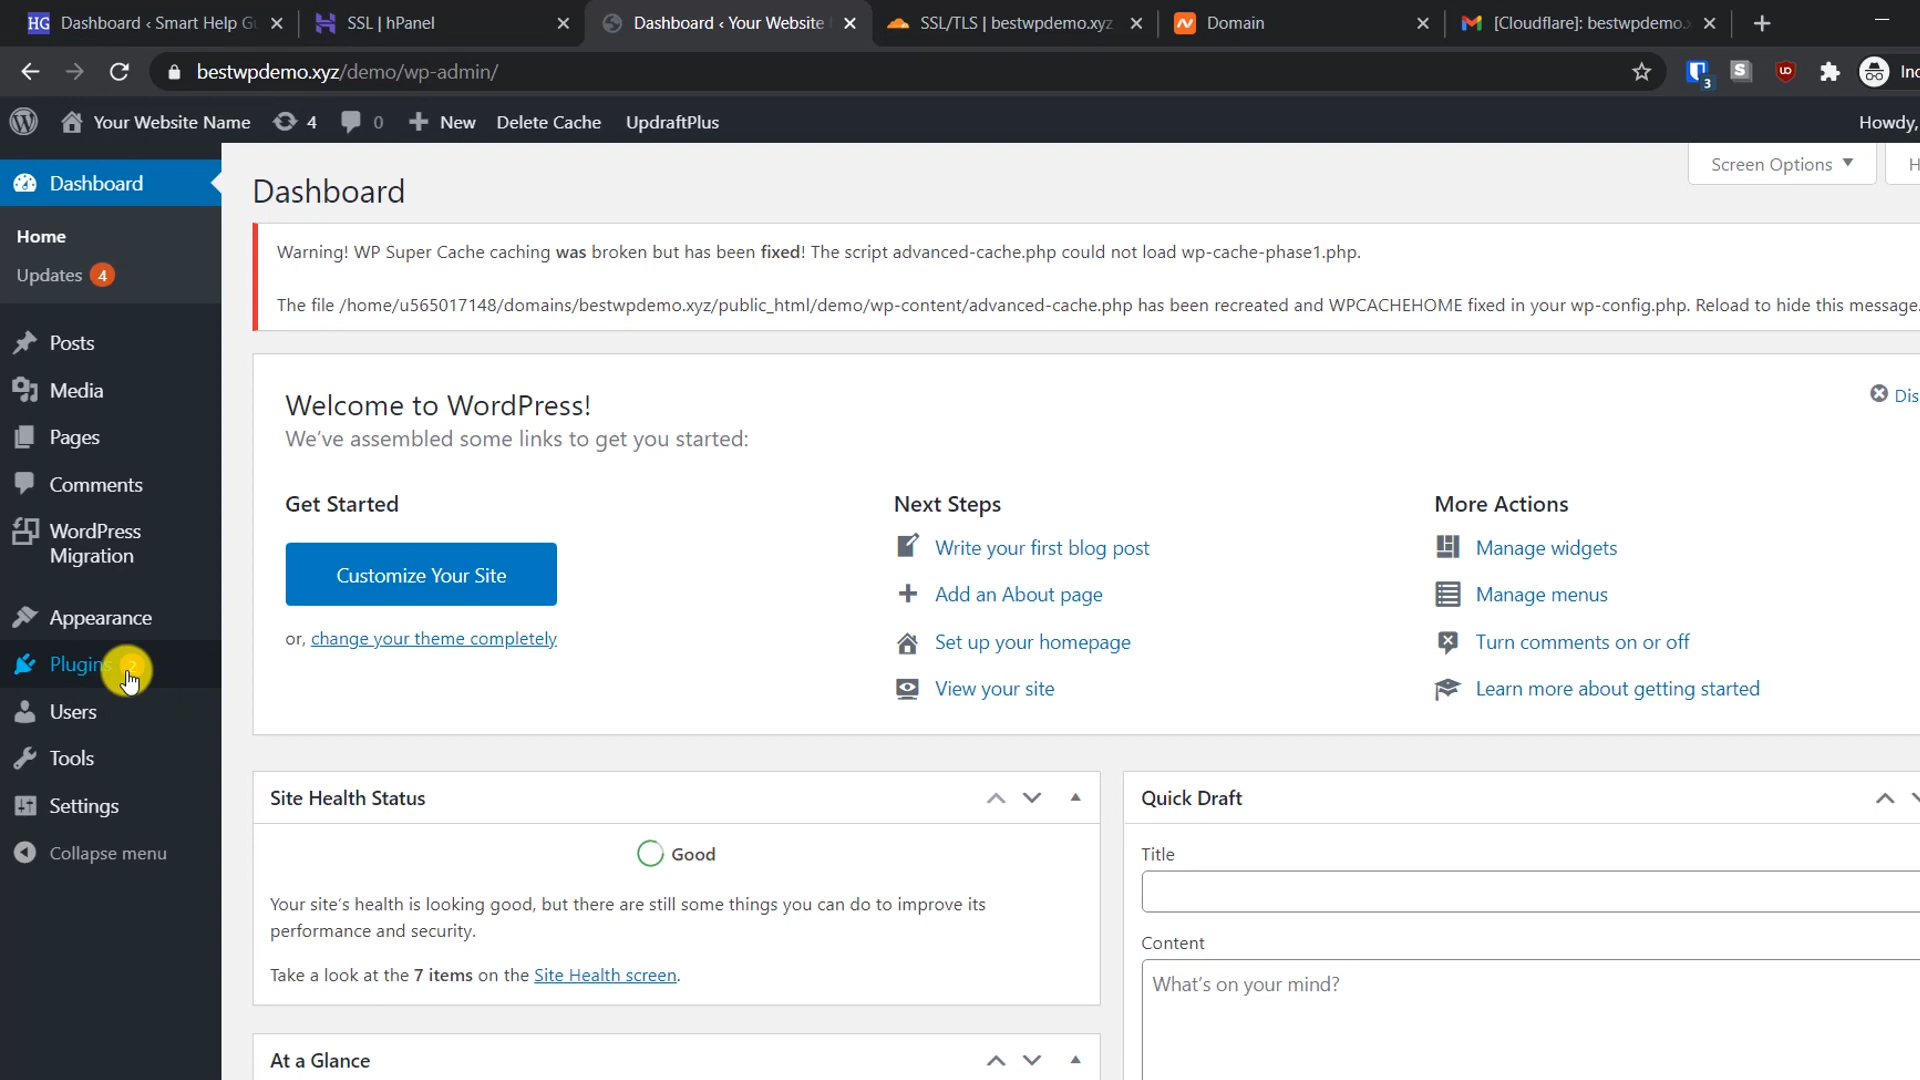 HG Dashboard ‹ Smart Help Gu
SSL | hPanel
Dashboard ‹ Your Website
SSL/TLS | bestwpdemo.xyz
Domain
[Cloudflare]: bestwpdemo.
bestwpdemo.xyz/demo/wp-admin/
3
S
Inc
Your Website Name
4
0
New
Delete Cache
UpdraftPlus
Howdy,
Dashboard
Home
Updates 4
Posts
Media
Pages
Comments
WordPress
Migration
Appearance
Plugins 2
Users
Tools
Settings
Collapse menu
Screen Options
H
Dashboard
Warning! WP Super Cache caching was broken but has been fixed! The script advanced-cache.php could not load wp-cache-phase1.php.
The file /home/u565017148/domains/bestwpdemo.xyz/public_html/demo/wp-content/advanced-cache.php has been recreated and WPCACHEHOME fixed in your wp-config.php. Reload to hide this message.
Welcome to WordPress!
Dis
We've assembled some links to get you started:
Get Started
Customize Your Site
or, change your theme completely
Next Steps
Write your first blog post
Add an About page
Set up your homepage
View your site
More Actions
Manage widgets
Manage menus
Turn comments on or off
Learn more about getting started
Site Health Status
Good
Your site's health is looking good, but there are still some things you can do to improve its
performance and security.
Take a look at the 7 items on the Site Health screen.
At a Glance
Quick Draft
Title
Content
What's on your mind?